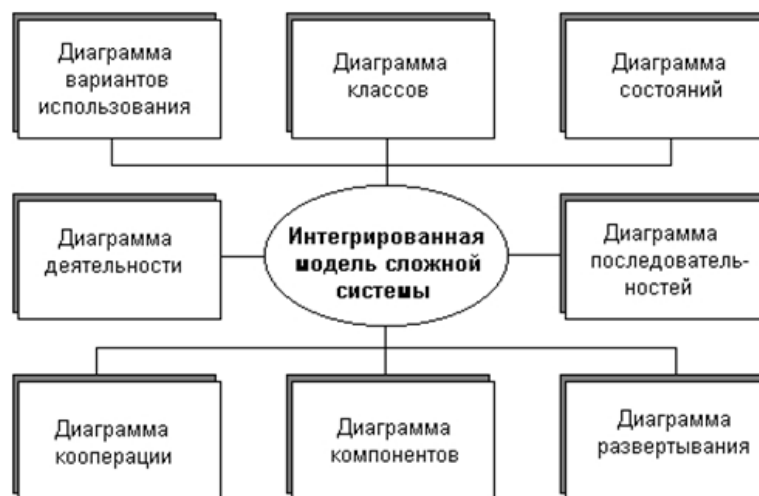 Диаграмма
вариантов
использования
Диаграмма
классов
Диаграмма
состояний
Диаграмма
деятельности
Интегрированная
модель сложной
системы
Диаграмма
последователь-
ностей
Диаграмма
кооперации
Диаграмма
компонентов
Диаграмма
развертывания